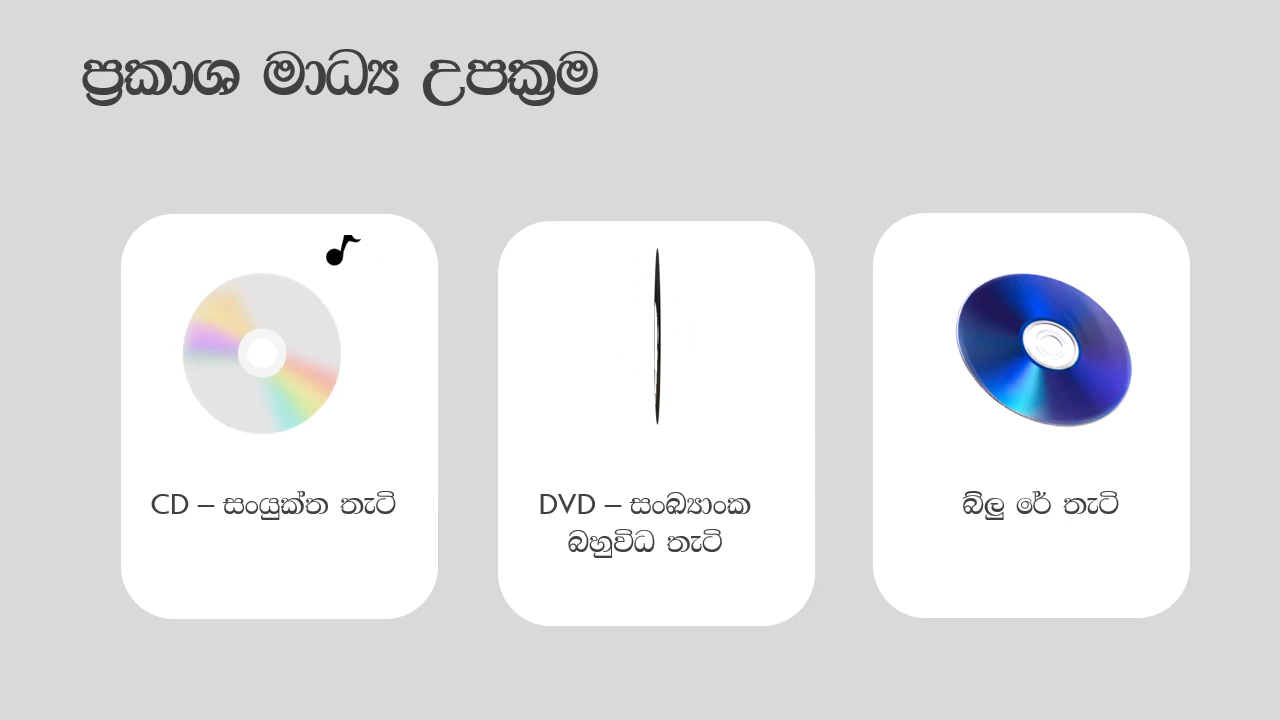 ප්‍රකාශ මාධ්‍ය උපක්‍රම
CD – සංයුක්ත තැටි
DVD – සංඛ්‍යාංක
බහුවිධ තැටි
බ්ලු රේ තැටි